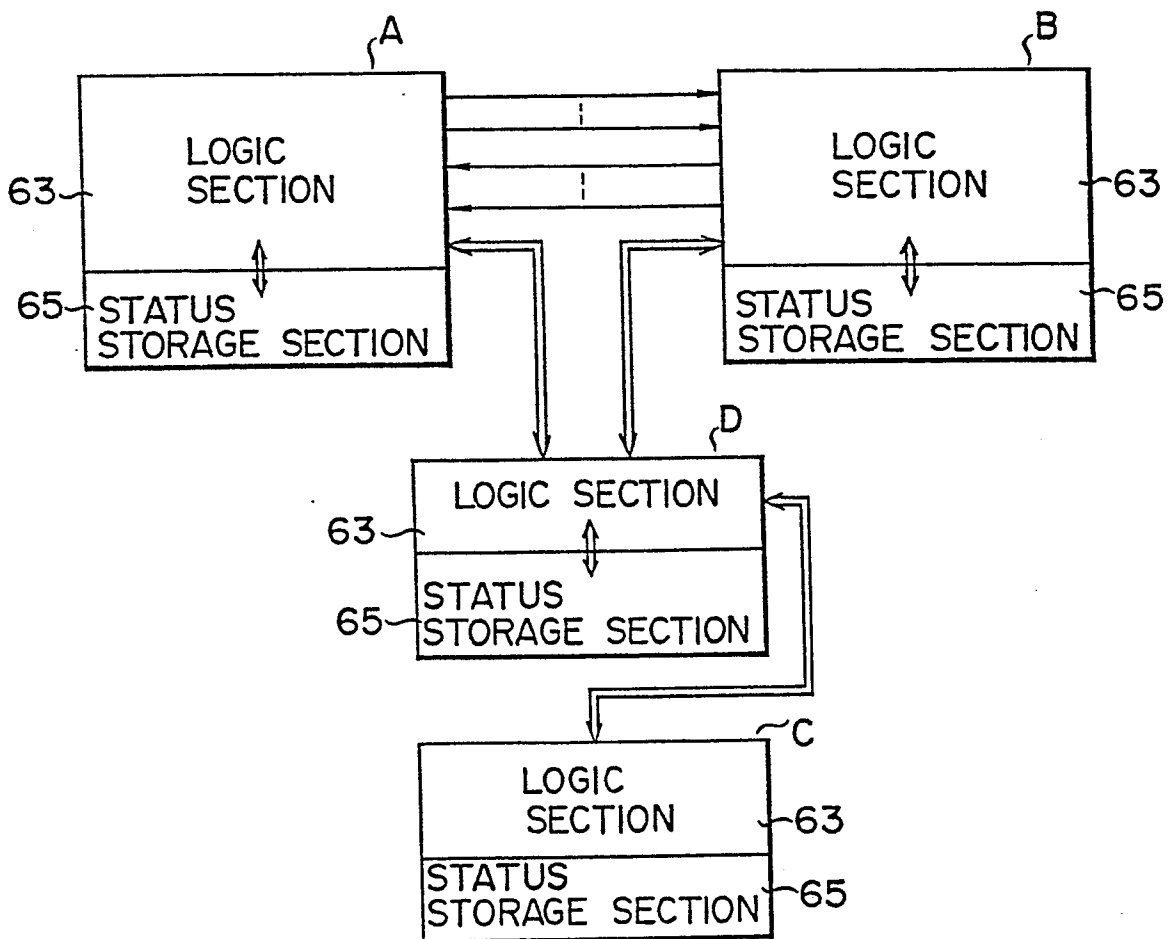 A
LOGIC
SECTION
63
65
STATUS
STORAGE SECTION
B
LOGIC
SECTION
63
STATUS
STORAGE SECTION
65
D
LOGIC SECTION
63
STATUS
65
STORAGE SECTION
C
LOGIC
SECTION
63
STATUS
STORAGE SECTION
65